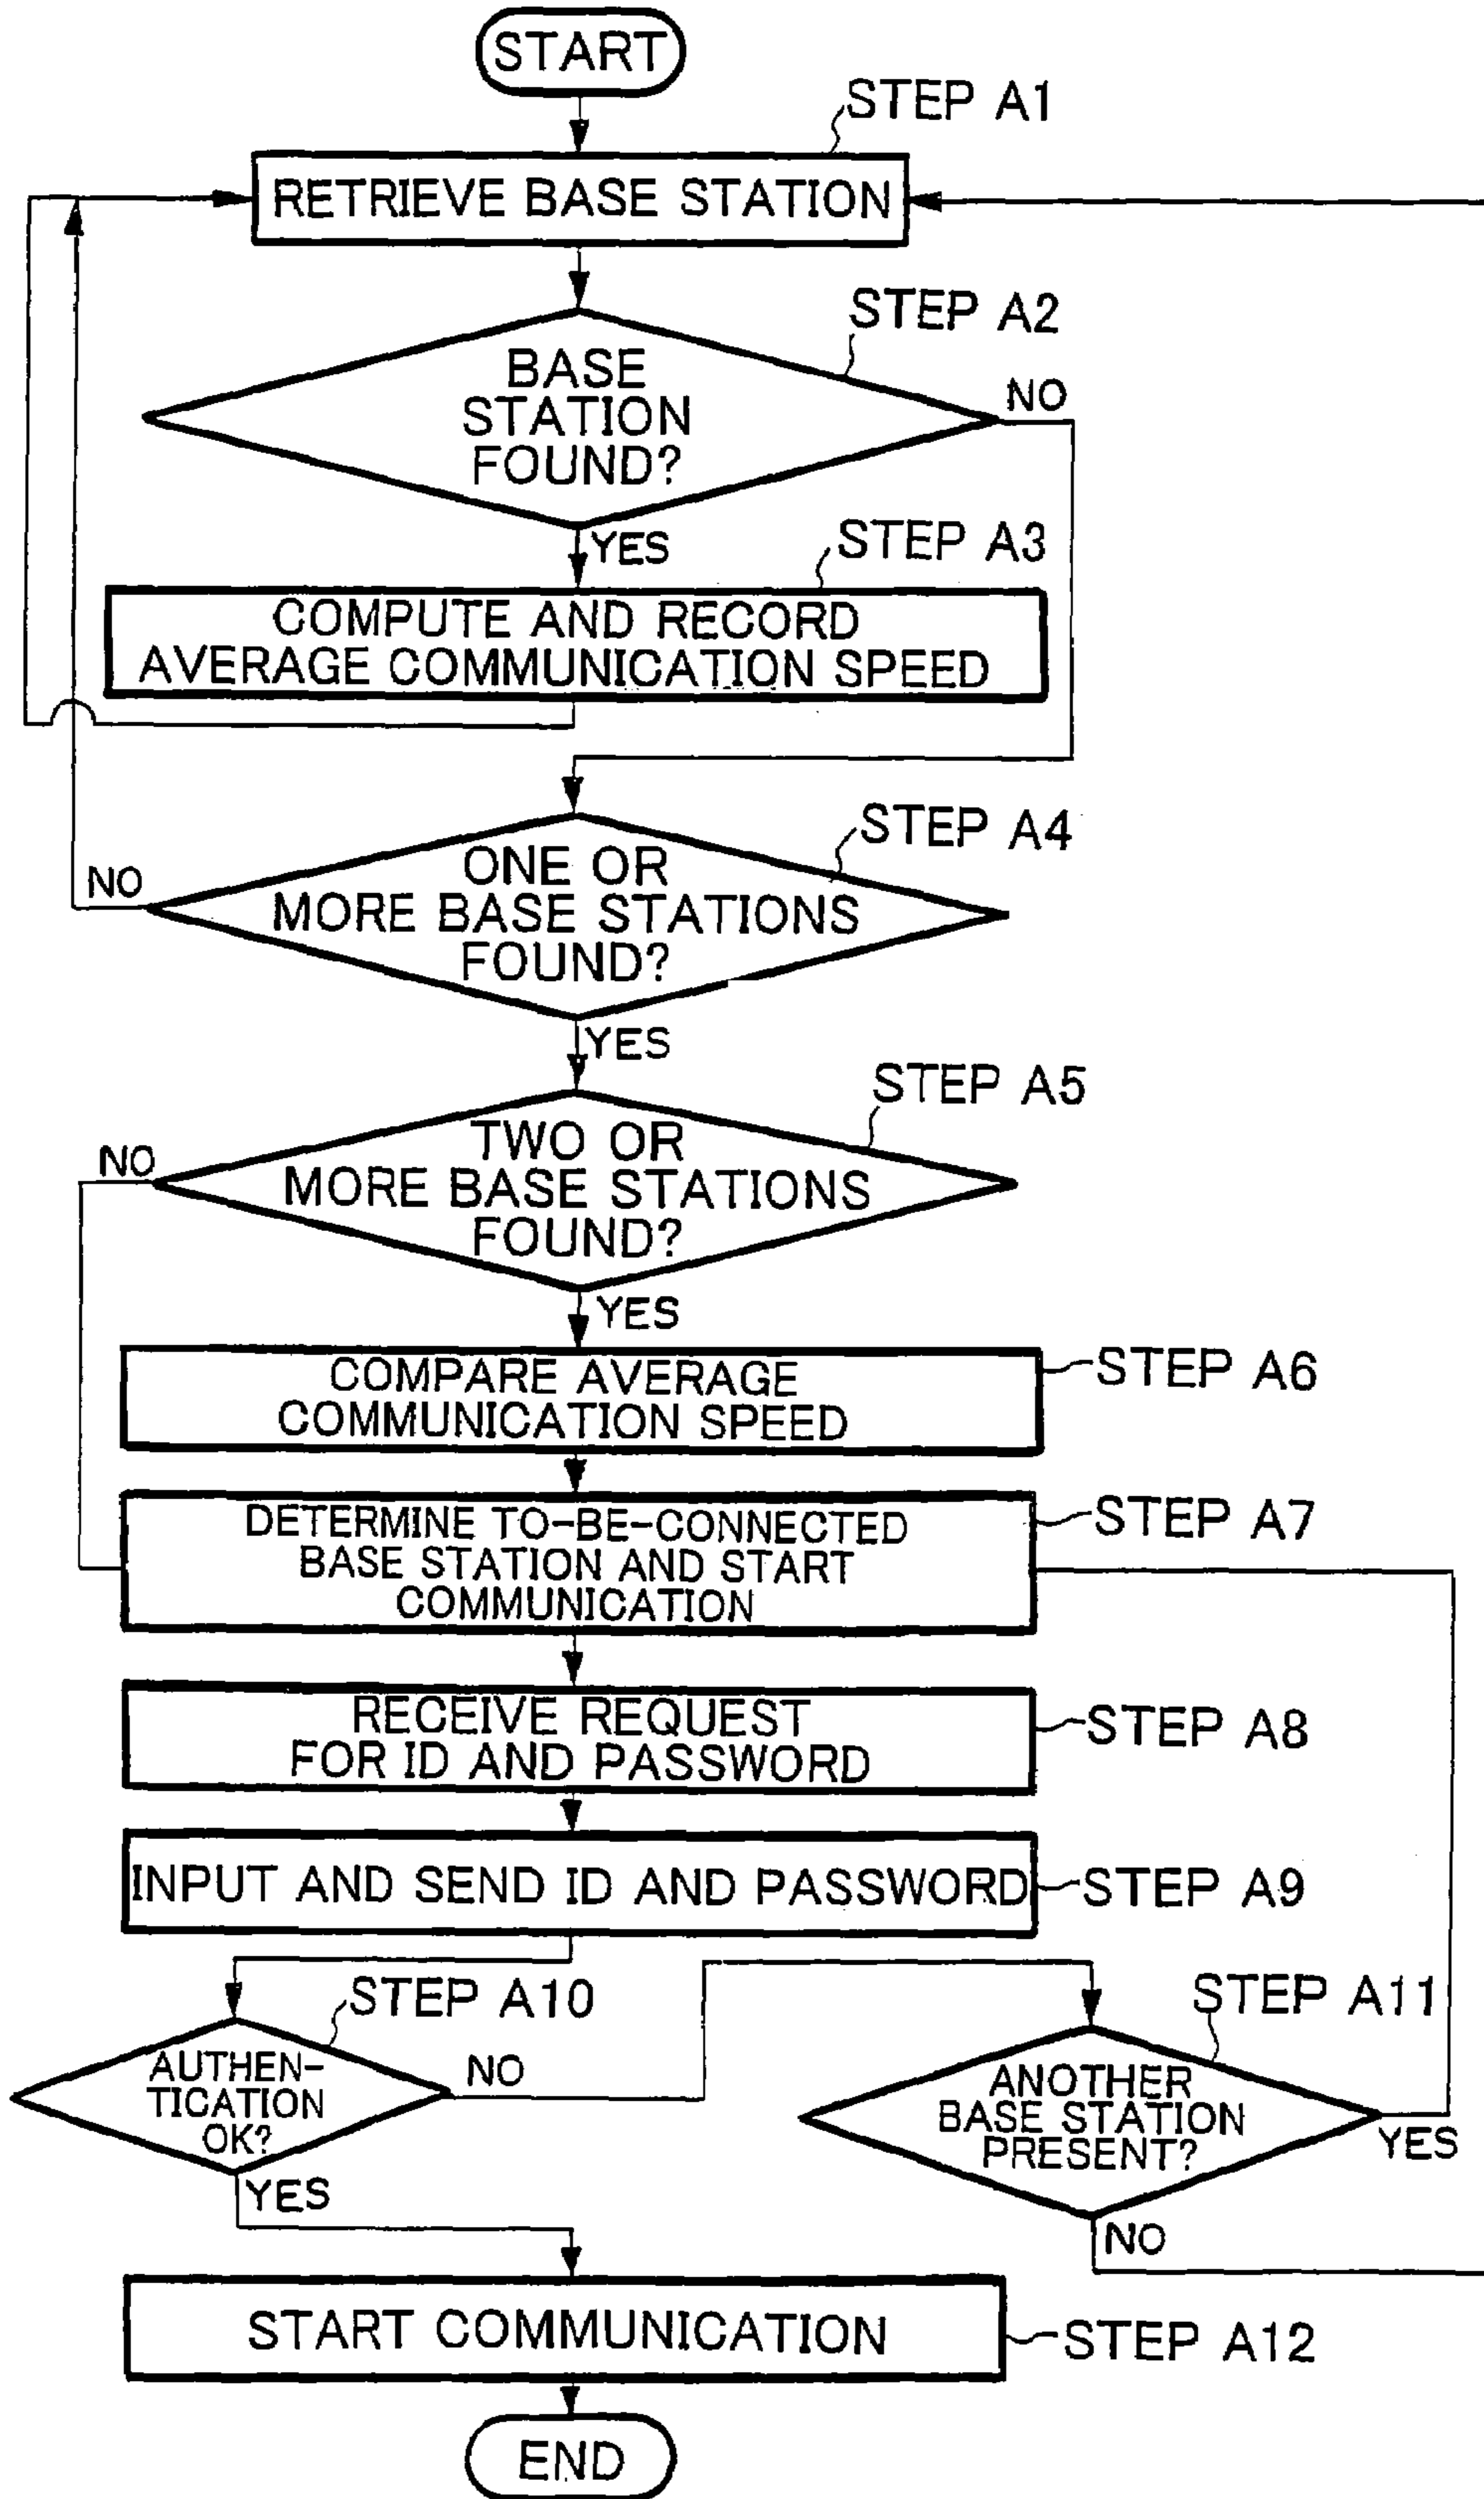 START
STEP A1
RETRIEVE BASE STATION
STEP A2
BASE
STATION
FOUND?
NO
YES
STEP A3
COMPUTE AND RECORD
AVERAGE COMMUNICATION SPEED
STEP A4
ONE OR
MORE BASE STATIONS
FOUND?
NO
YES
STEP A5
TWO OR
MORE BASE STATIONS
FOUND?
NO
YES
COMPARE AVERAGE
COMMUNICATION SPEED
STEP A6
DETERMINE TO-BE-CONNECTED
BASE STATION AND START
COMMUNICATION
STEP A7
RECEIVE REQUEST
FOR ID AND PASSWORD
STEP A8
INPUT AND SEND ID AND PASSWORD
STEP A9
STEP A10
AUTHEN-
TICATION
OK?
NO
YES
STEP A11
ANOTHER
BASE STATION
PRESENT?
YES
NO
START COMMUNICATION
STEP A12
END